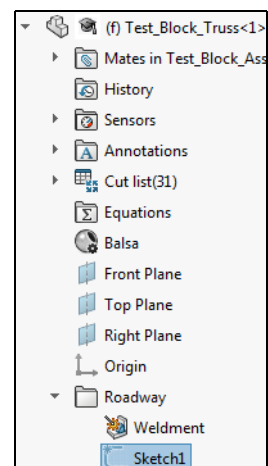 (f) Test_Block_Truss<1>
Mates in Test_Block_Ass
History
Sensors
Annotations
Cut list(31)
Equations
Balsa
Front Plane
Top Plane
Right Plane
Origin
Roadway
Weldment
Sketch1